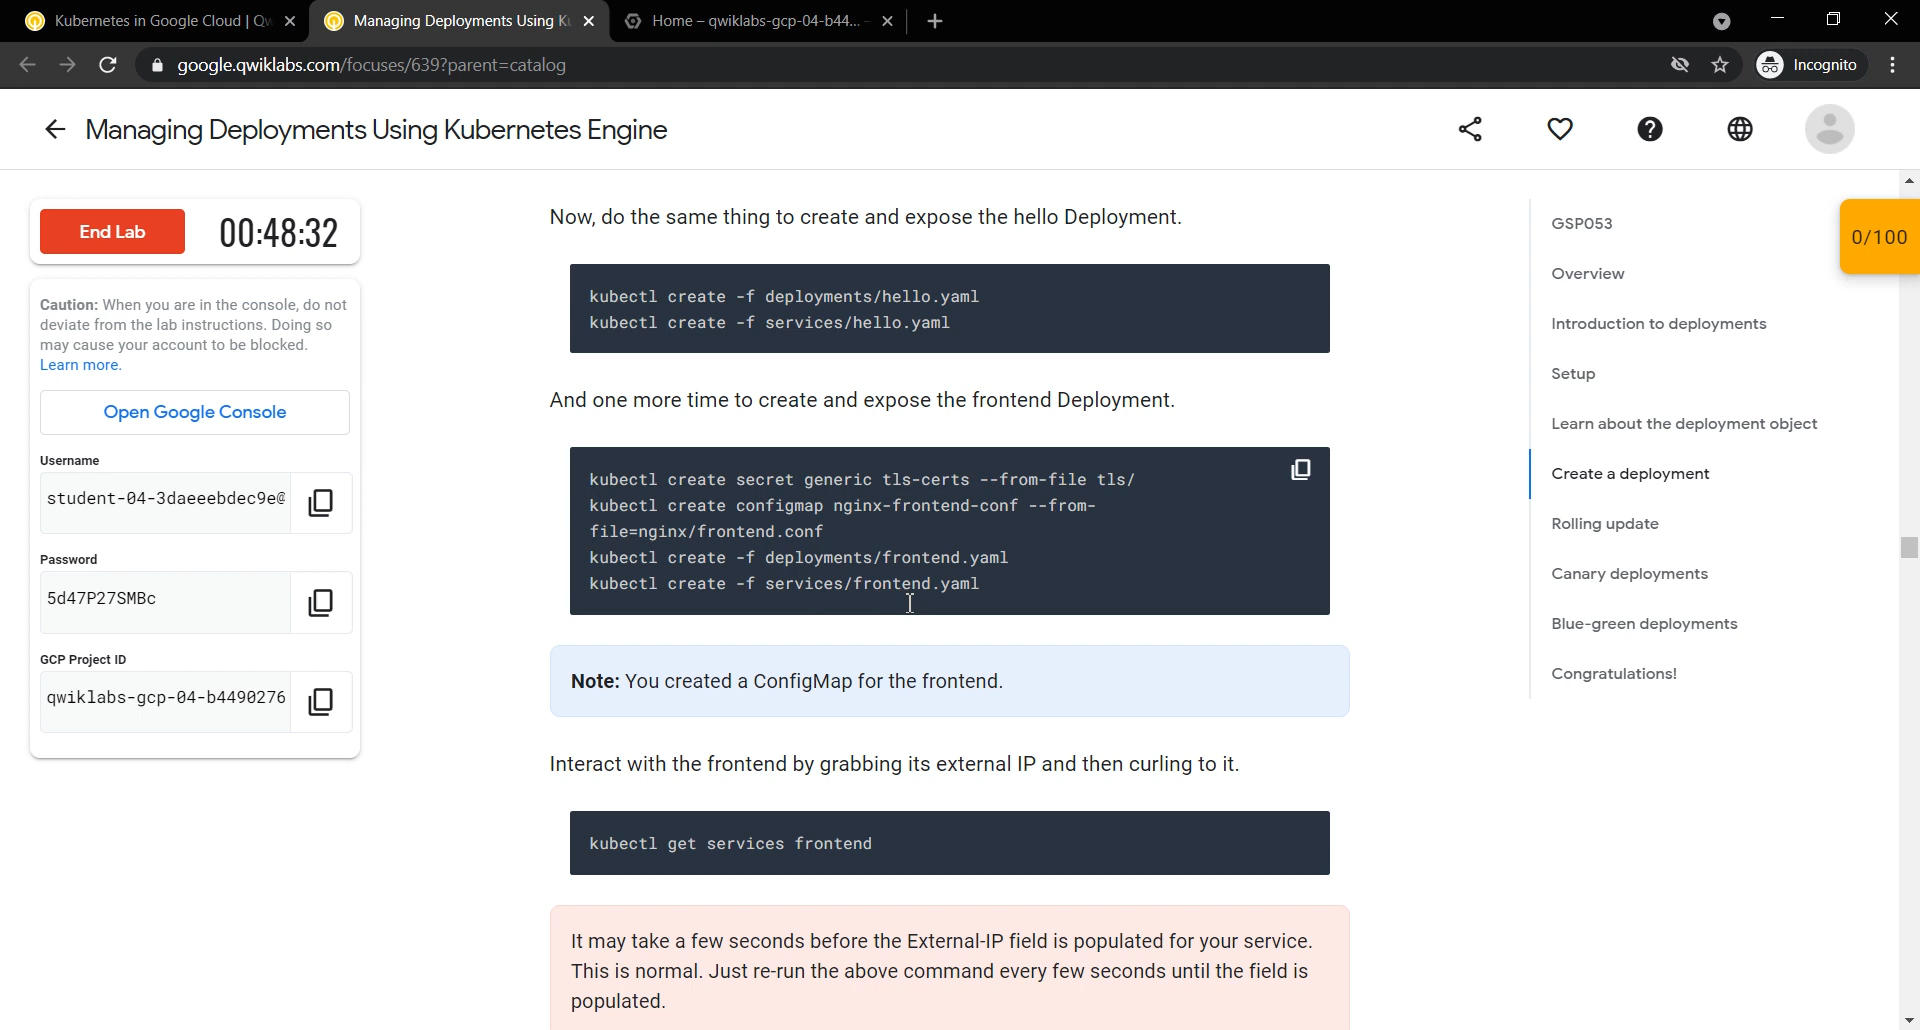 Kubernetes in Google Cloud | Qw
Managing Deployments Using Ku
Home – qwiklabs-gcp-04-b44...
google.qwiklabs.com/focuses/639?parent=catalog
Incognito
Managing Deployments Using Kubernetes Engine
End Lab
00:48:32
Caution: When you are in the console, do not
deviate from the lab instructions. Doing so
may cause your account to be blocked.
Learn more.
Open Google Console
Username
student-04-3daeeebdec9e@
Password
5d47P27SMBc
GCP Project ID
qwiklabs-gcp-04-b4490276
Now, do the same thing to create and expose the hello Deployment.
kubectl create -f deployments/hello.yaml
kubectl create -f services/hello.yaml
And one more time to create and expose the frontend Deployment.
kubectl create secret generic tls-certs --from-file tls/
kubectl create configmap nginx-frontend-conf --from-
file=nginx/frontend.conf
kubectl create -f deployments/frontend.yaml
kubectl create -f services/frontend.yaml
Note: You created a ConfigMap for the frontend.
Interact with the frontend by grabbing its external IP and then curling to it.
kubectl get services frontend
It may take a few seconds before the External-IP field is populated for your service.
This is normal. Just re-run the above command every few seconds until the field is
populated.
GSP053
Overview
Introduction to deployments
Setup
Learn about the deployment object
Create a deployment
Rolling update
Canary deployments
Blue-green deployments
Congratulations!
0/100